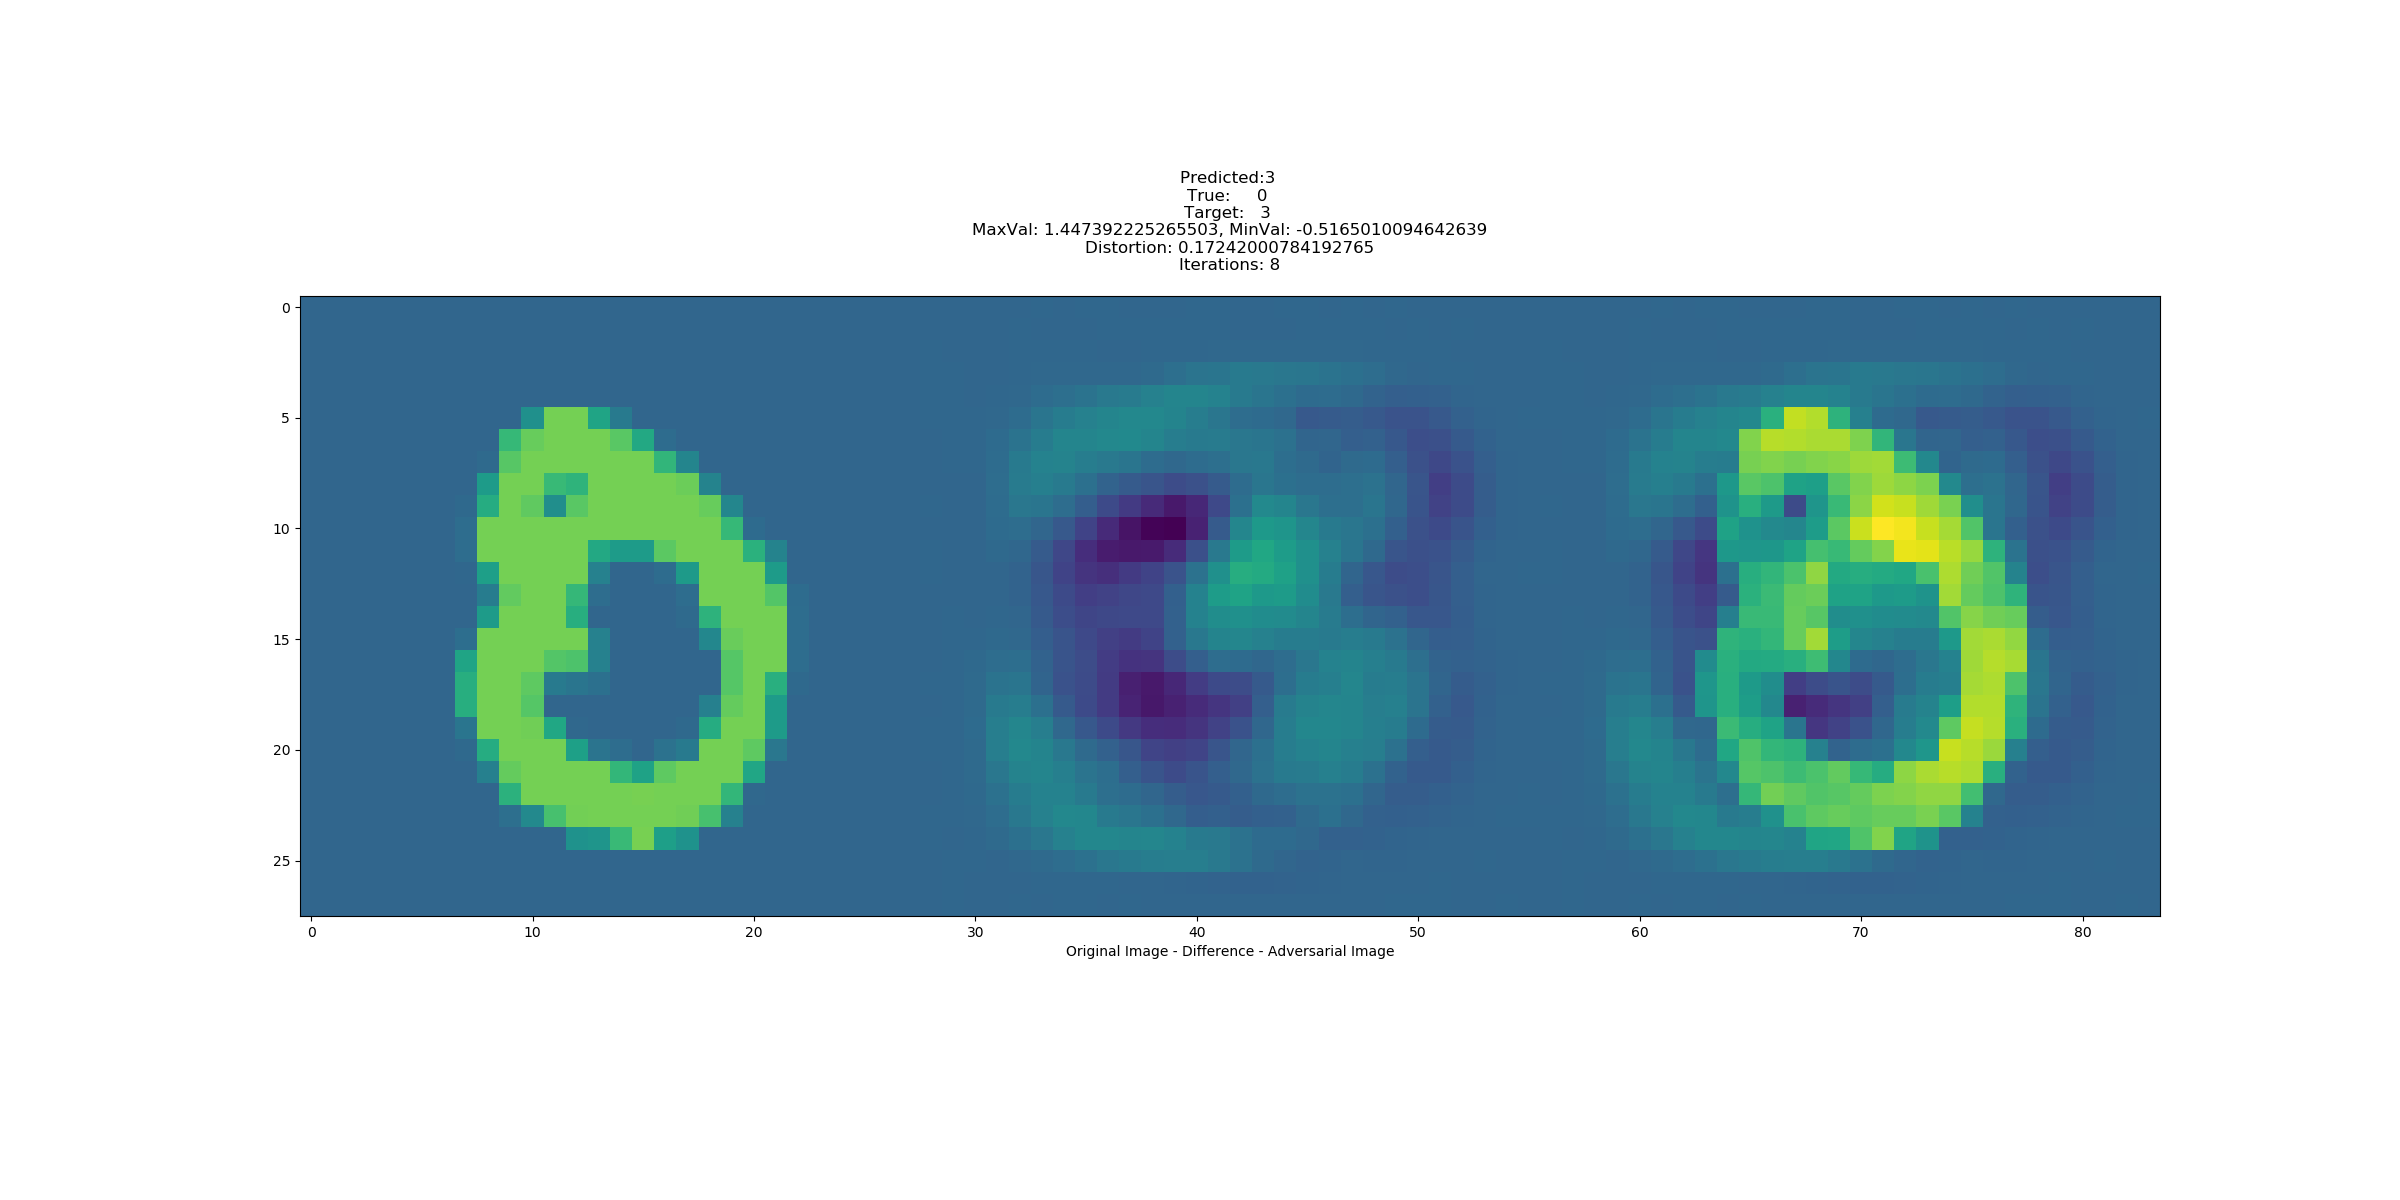 Predicted:3
True: 0
Target: 3
MaxVal: 1.447392225265503, MinVal: -0.5165010094642639
Distortion: 0.17242000784192765
Iterations: 8
0
5
10
15
20
25
0 10 20 30 40 50 60 70 80
Original Image - Difference - Adversarial Image